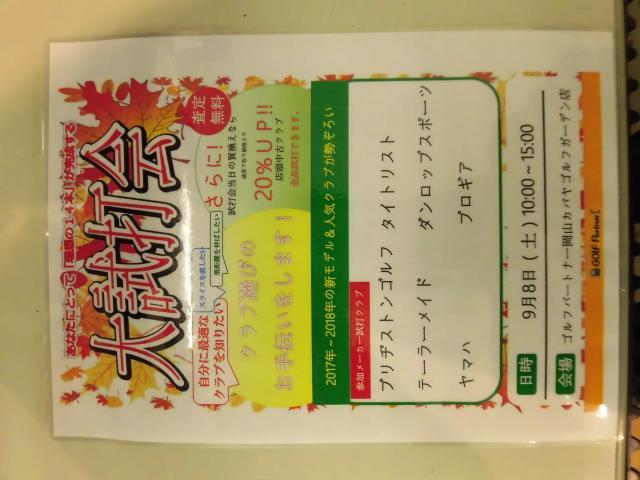 あなたにとって「理想の14本」が完成する
大試打会
自分に最適な
クラブを知りたい
スライスを直したい
飛距離を伸ばしたい
査定
無料
さらに!
試打会当日の買換えなら
通常下取り価格より
20%UP!!
店頭中古クラブ
全品試打できます。
クラブ選びの
お手伝いをします!
2017年~2018年の新モデル&人気クラブが勢ぞろい
参加メーカー試打クラブ
ブリヂストンゴルフ タイトリスト
テーラーメイド ダンロップスポーツ
ヤマハ プロギア
日時 9月8日(土)10:00~15:00
会場 ゴルフパートナー岡山カバヤゴルフガーデン店
GOLF Partner